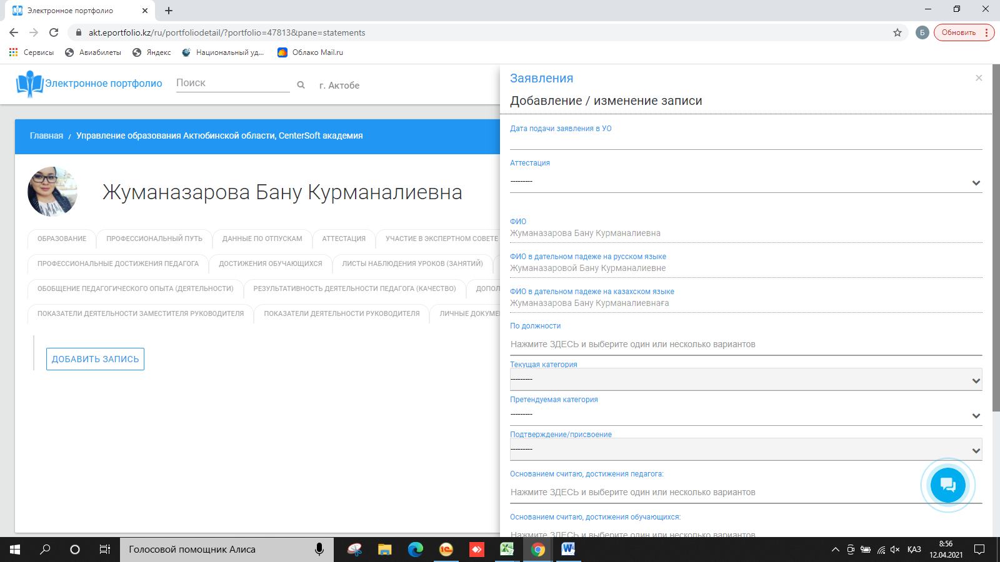 Электронное портфолио
akt.eportfolio.kz/ru/portfoliodetail/?portfolio=47813&pane=statements
Б
Обновить
Сервисы
Авиабилеты
Яндекс
Национальный уд...
Облако Mail.ru
Электронное портфолио
Поиск
г. Актобе
Главная / Управление образования Актюбинской области, CenterSoft академия
Жуманазарова Бану Курманалиевна
ОБРАЗОВАНИЕ
ПРОФЕССИОНАЛЬНЫЙ ПУТЬ
ДАННЫЕ ПО ОТПУСКАМ
АТТЕСТАЦИЯ
УЧАСТИЕ В ЭКСПЕРТНОМ СОВЕТЕ
ПРОФЕССИОНАЛЬНЫЕ ДОСТИЖЕНИЯ ПЕДАГОГА
ДОСТИЖЕНИЯ ОБУЧАЮЩИХСЯ
ЛИСТЫ НАБЛЮДЕНИЯ УРОКОВ (ЗАНЯТИЙ)
ОБОБЩЕНИЕ ПЕДАГОГИЧЕСКОГО ОПЫТА (ДЕЯТЕЛЬНОСТИ)
РЕЗУЛЬТАТИВНОСТЬ ДЕЯТЕЛЬНОСТИ ПЕДАГОГА (КАЧЕСТВО)
ДОПОЛ
ПОКАЗАТЕЛИ ДЕЯТЕЛЬНОСТИ ЗАМЕСТИТЕЛЯ РУКОВОДИТЕЛЯ
ПОКАЗАТЕЛИ ДЕЯТЕЛЬНОСТИ РУКОВОДИТЕЛЯ
ЛИЧНЫЕ ДОКУМЕ
ДОБАВИТЬ ЗАПИСЬ
Заявления
Добавление / изменение записи
Дата подачи заявления в УО
Аттестация
---------
ФИО
Жуманазарова Бану Курманалиевна
ФИО в дательном падеже на русском языке
Жуманазаровой Бану Курманалиевне
ФИО в дательном падеже на казахском языке
Жуманазарова Бану Курманалиевнаға
По должности
Нажмите ЗДЕСЬ и выберите один или несколько вариантов
Текущая категория
---------
Претендуемая категория
---------
Подтверждение/присвоение
---------
Основанием считаю, достижения педагога:
Нажмите ЗДЕСЬ и выберите один или несколько вариантов
Основанием считаю, достижения обучающихся:
Нажмите ЗДЕСЬ и выберите один или несколько вариантов
Голосовой помощник Алиса
ҚАЗ
8:56
12.04.2021